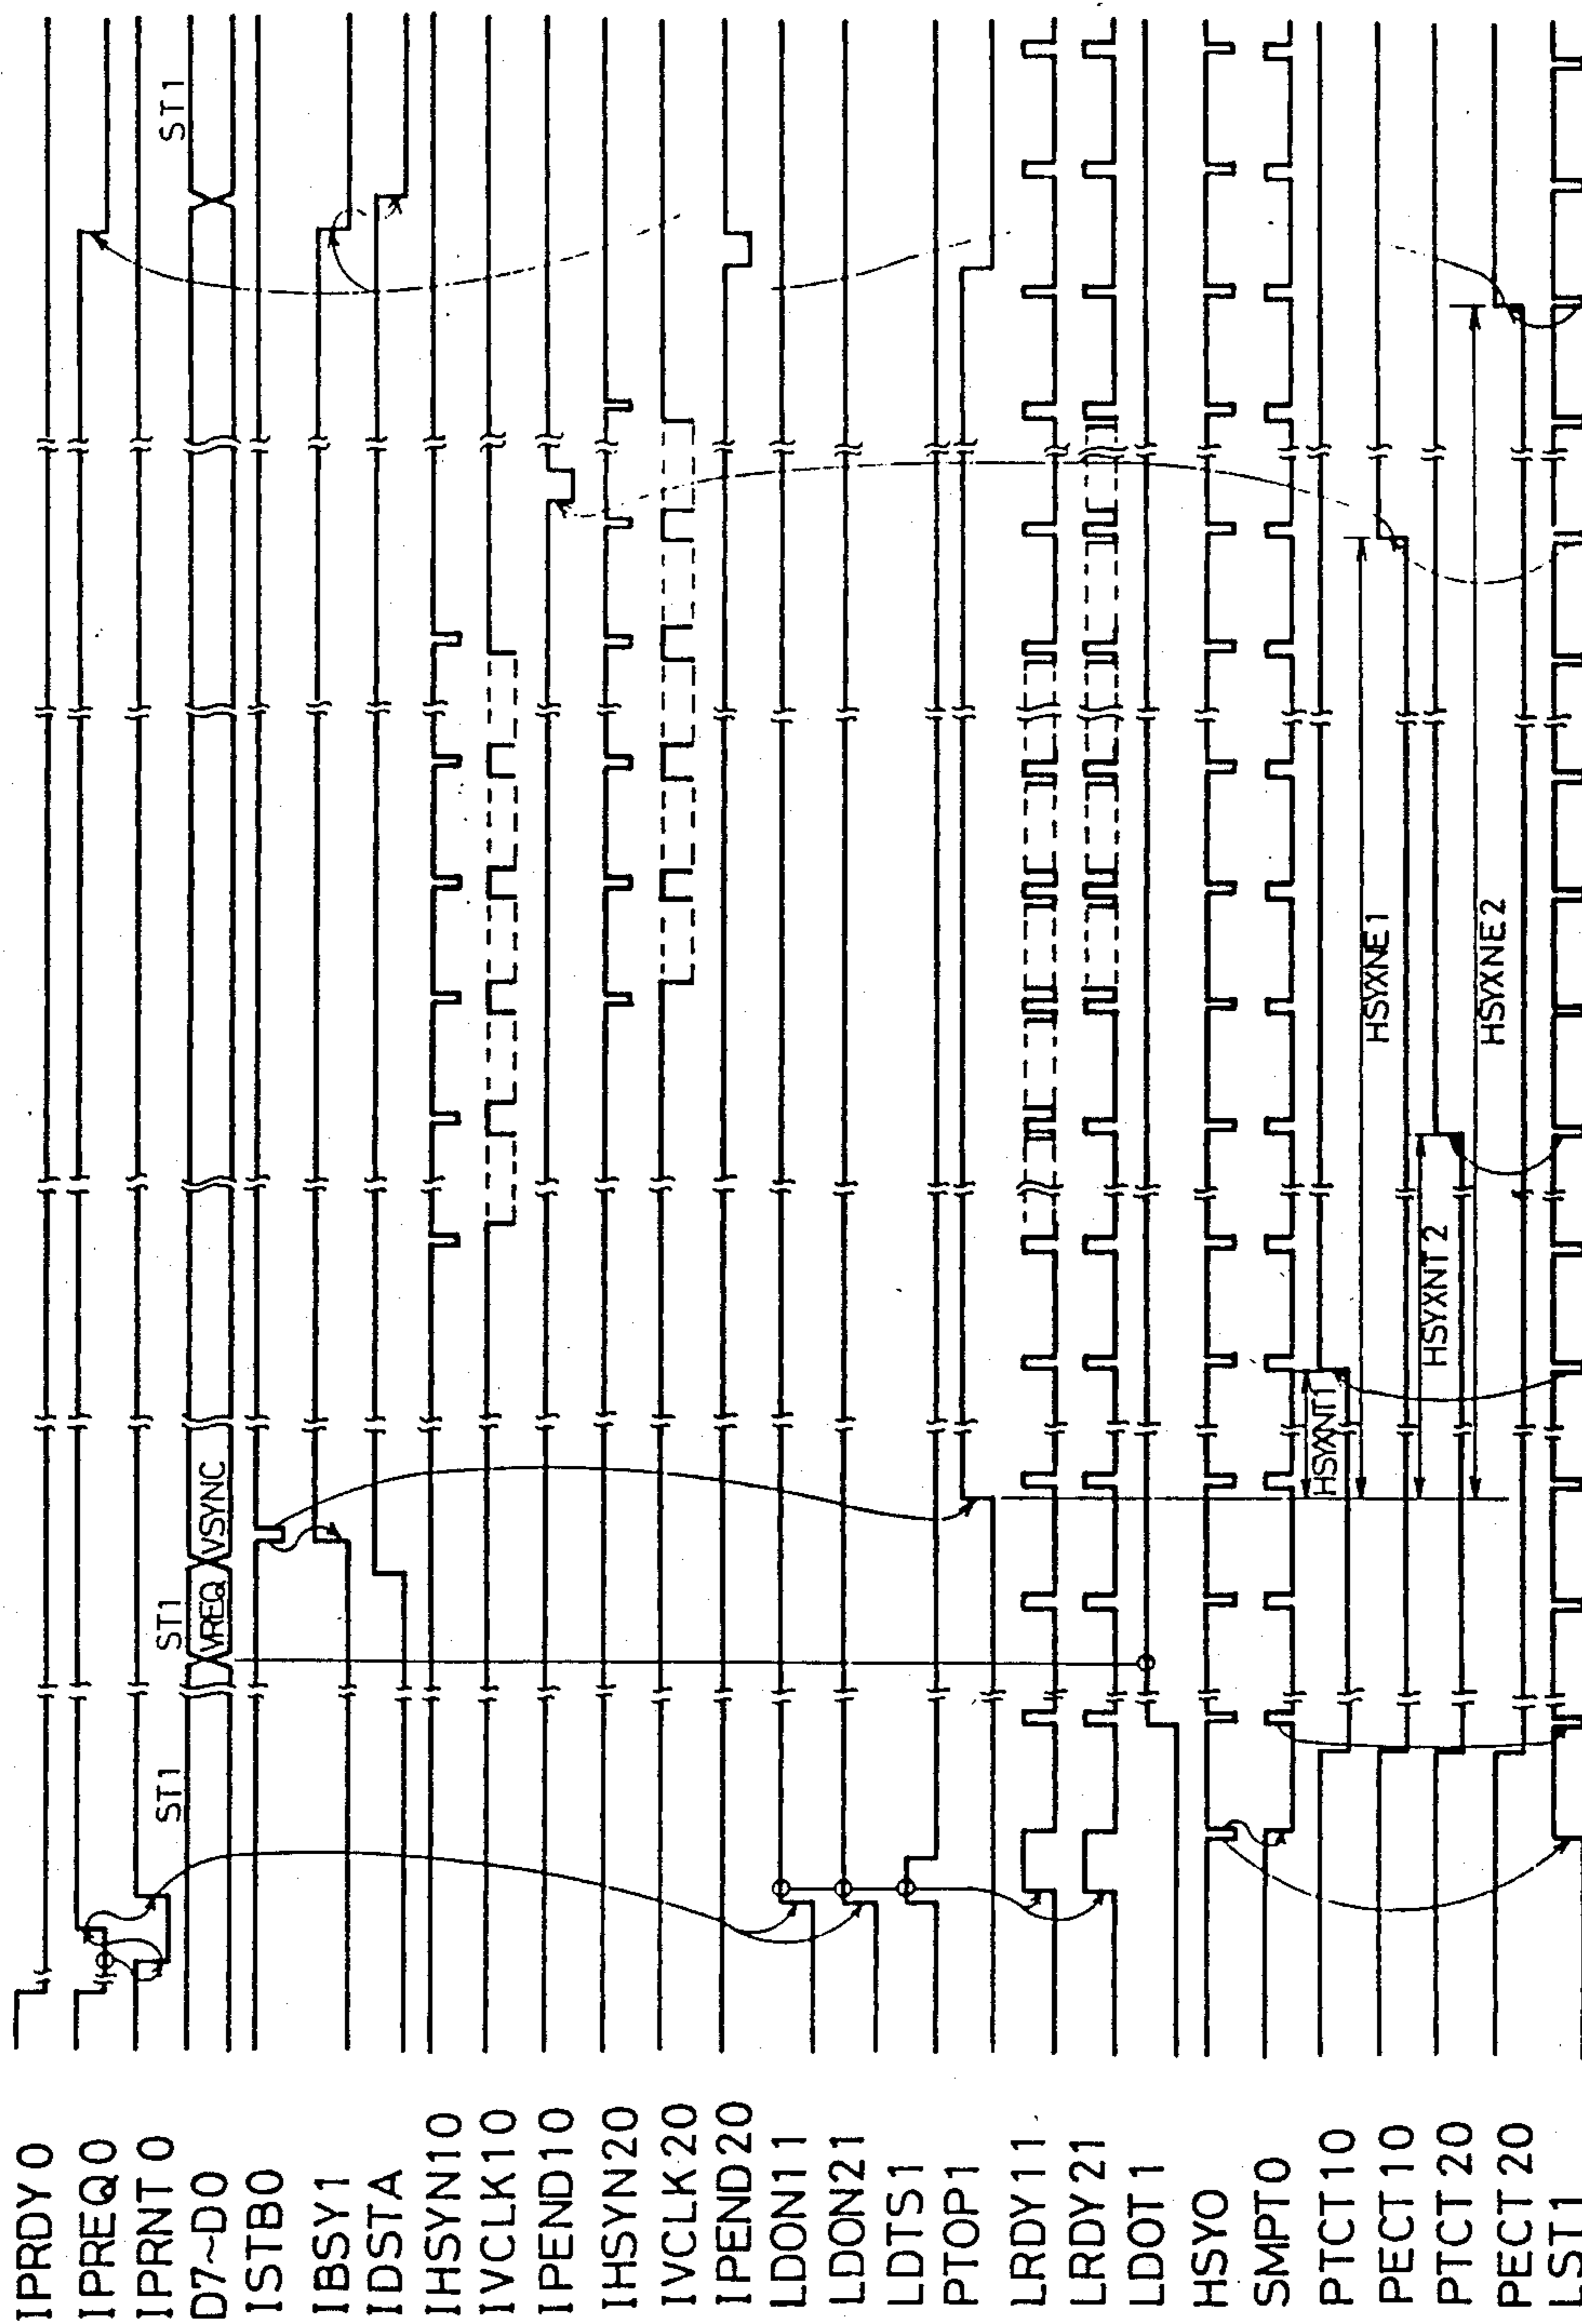 IPRDY0
IPREQ0
IPRNT0
D7~D0
ISTB0
IBSY1
IDSTA
IHSYN10
IVCLK10
IPEND10
IHSYN20
IVCLK20
IPEND20
LDON11
LDON21
LDTS1
PTOP1
LRDY11
LRDY21
LDOT1
HSY0
SMPT0
PTCT10
PECT10
PTCT20
PECT20
LST1
ST1
ST1
VREQ
VSYNC
ST1
HSYXNT1
HSYXNE1
HSYXNT2
HSYXNE2